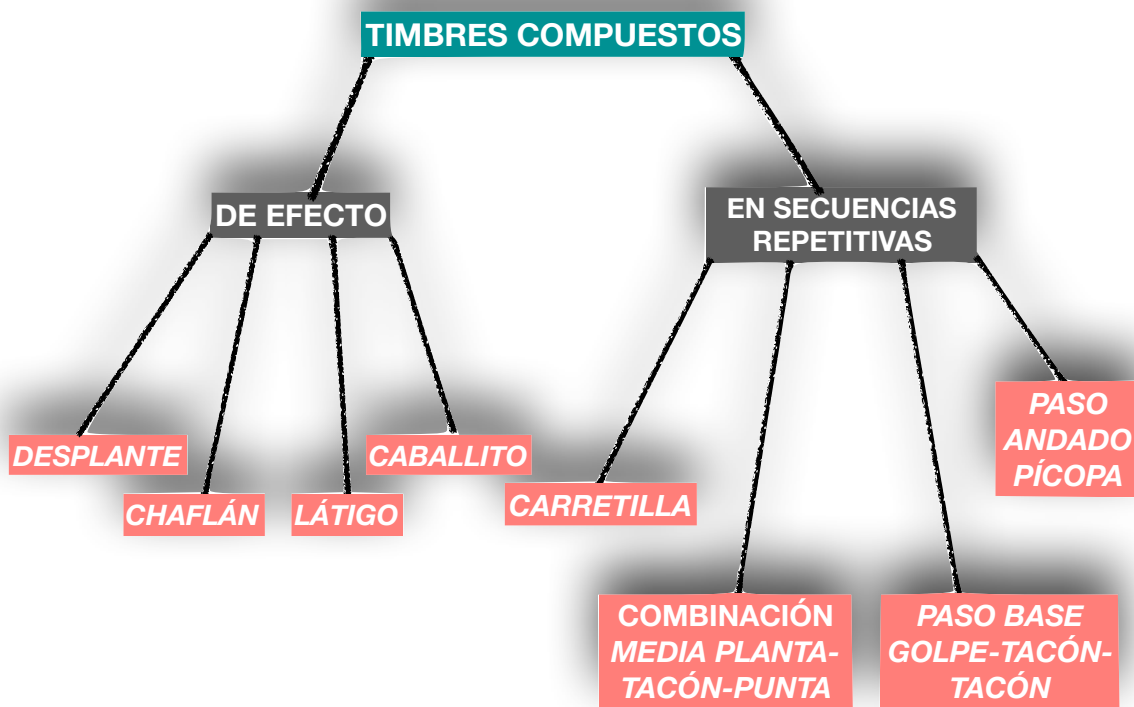 TIMBRES COMPUESTOS
DE EFECTO
EN SECUENCIAS
REPETITIVAS
DESPLANTE
CHAFLÁN
LÁTIGO
CABALLITO
CARRETILLA
COMBINACIÓN
MEDIA PLANTA-
TACÓN-PUNTA
PASO BASE
GOLPE-TACÓN-
TACÓN
PASO
ANDADO
PÍCOPA